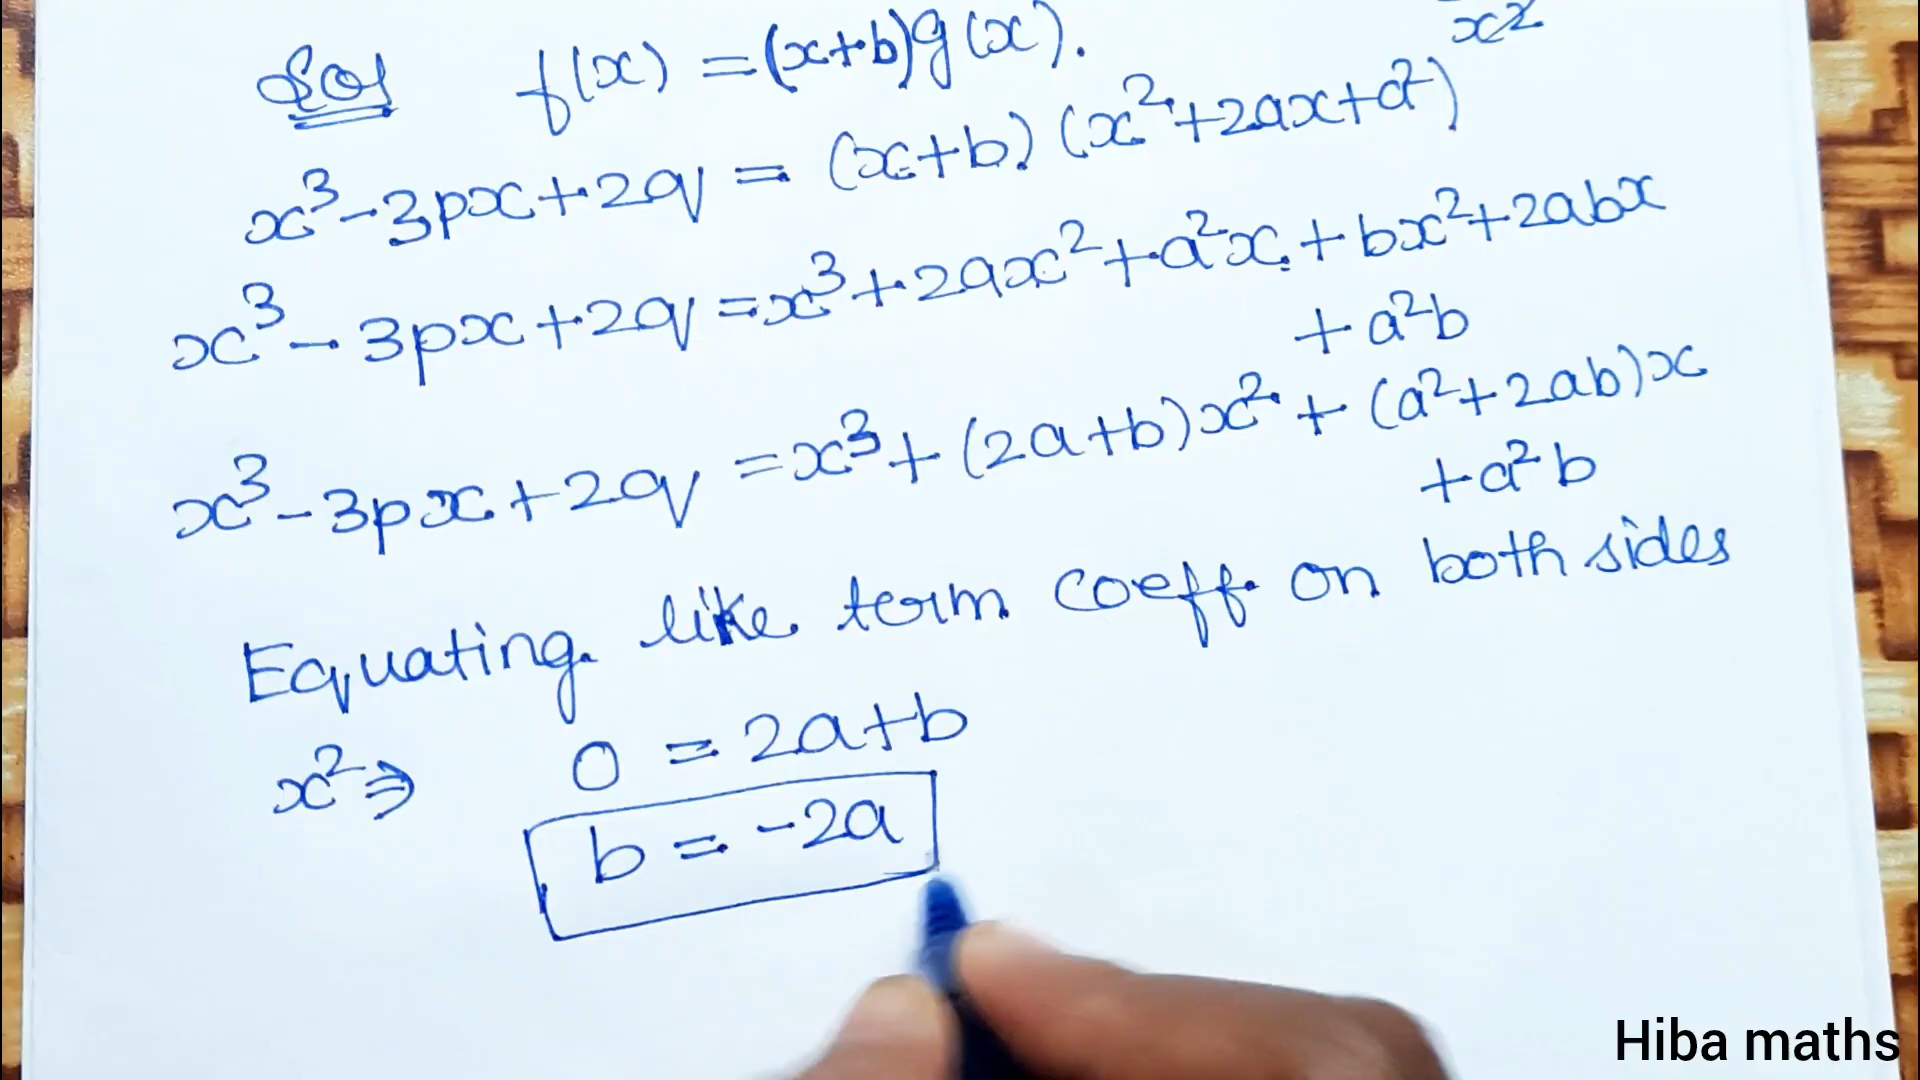 x²
Sol f(x) = (x+b)g(x).
x³-3px+2q = (x+b) (x²+2ax+a²)
x³-3px+2q = x³+2ax²+a²x+bx²+2abx
+a²b
x³-3px+2q = x³+(2a+b)x²+(a²+2ab)x
+a²b
Equating like term coeff on both sides
x² ⇒ 0 = 2a+b
b = -2a
Hiba maths